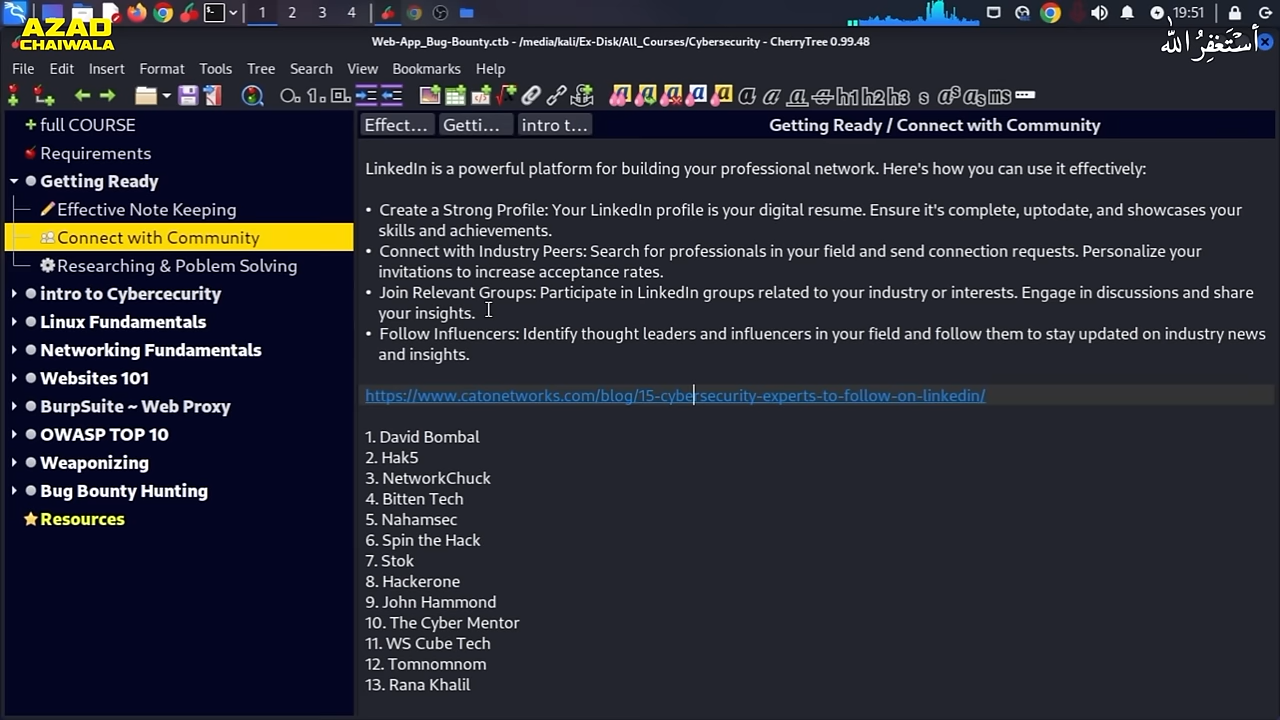 1 2 3 4 19:51
AZAD
CHAIWALA
Web-App_Bug-Bounty.ctb - /media/kali/Ex-Disk/All_Courses/Cybersecurity - CherryTree 0.99.48
أستغفر الله
File Edit Insert Format Tools Tree Search View Bookmarks Help
h1 h2 h3 s ms
full COURSE
Requirements
Getting Ready
Effective Note Keeping
Connect with Community
Researching & Poblem Solving
intro to Cybercecurity
Linux Fundamentals
Networking Fundamentals
Websites 101
BurpSuite ~ Web Proxy
OWASP TOP 10
Weaponizing
Bug Bounty Hunting
Resources
Effect... Getti... intro t... Getting Ready / Connect with Community
LinkedIn is a powerful platform for building your professional network. Here's how you can use it effectively:
• Create a Strong Profile: Your LinkedIn profile is your digital resume. Ensure it's complete, uptodate, and showcases your
skills and achievements.
• Connect with Industry Peers: Search for professionals in your field and send connection requests. Personalize your
invitations to increase acceptance rates.
• Join Relevant Groups: Participate in LinkedIn groups related to your industry or interests. Engage in discussions and share
your insights.
• Follow Influencers: Identify thought leaders and influencers in your field and follow them to stay updated on industry news
and insights.
https://www.catonetworks.com/blog/15-cybersecurity-experts-to-follow-on-linkedin/
1. David Bombal
2. Hak5
3. NetworkChuck
4. Bitten Tech
5. Nahamsec
6. Spin the Hack
7. Stok
8. Hackerone
9. John Hammond
10. The Cyber Mentor
11. WS Cube Tech
12. Tomnomnom
13. Rana Khalil